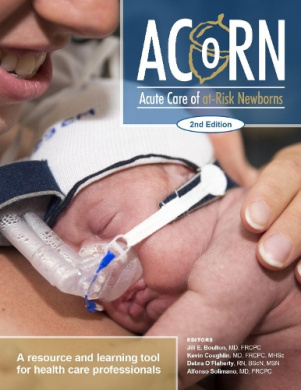 ACoRN
Acute Care of at-Risk Newborns
2nd Edition
EDITORS
Jill E. Boulton, MD, FRCPC
Kevin Coughlin, MD, FRCPC, MHSc
Debra O'Flaherty, RN, BScN, MSN
Alfonso Solimano, MD, FRCPC
A resource and learning tool
for health care professionals